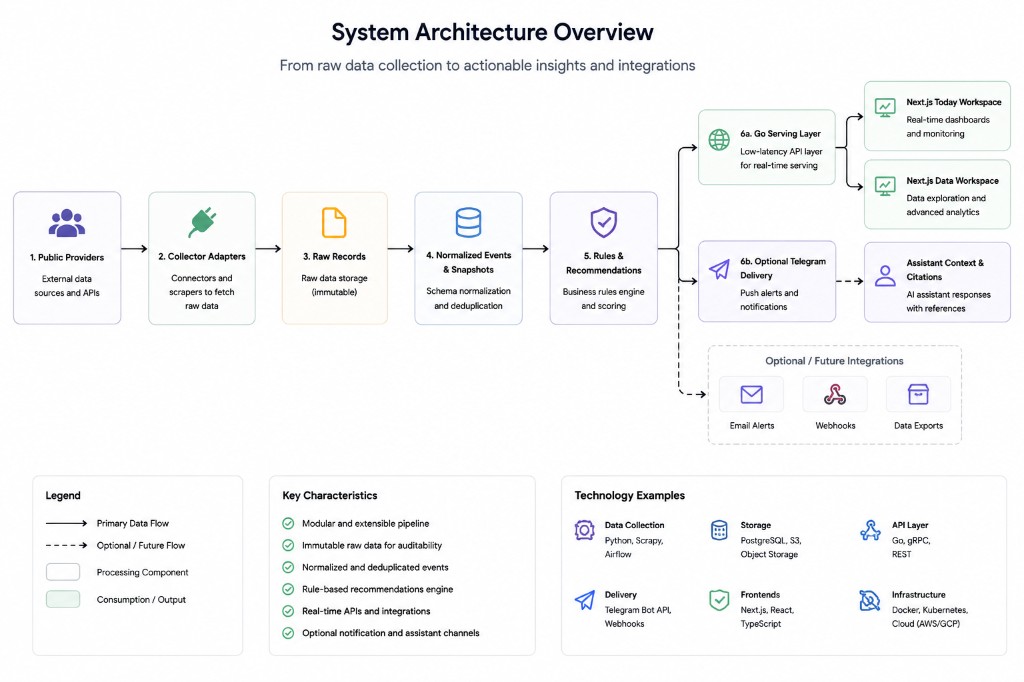 System Architecture Overview
From raw data collection to actionable insights and integrations
1. Public Providers
External data
sources and APIs
2. Collector Adapters
Connectors and
scrapers to fetch
raw data
3. Raw Records
Raw data storage
(immutable)
4. Normalized Events
& Snapshots
Schema normalization
and deduplication
5. Rules &
Recommendations
Business rules engine
and scoring
6a. Go Serving Layer
Low-latency API layer
for real-time serving
Next.js Today Workspace
Real-time dashboards
and monitoring
Next.js Data Workspace
Data exploration and
advanced analytics
6b. Optional Telegram
Delivery
Push alerts and
notifications
Assistant Context &
Citations
AI assistant responses
with references
Optional / Future Integrations
Email Alerts
Webhooks
Data Exports
Legend
Primary Data Flow
Optional / Future Flow
Processing Component
Consumption / Output
Key Characteristics
Modular and extensible pipeline
Immutable raw data for auditability
Normalized and deduplicated events
Rule-based recommendations engine
Real-time APIs and integrations
Optional notification and assistant channels
Technology Examples
Data Collection
Python, Scrapy,
Airflow
Storage
PostgreSQL, S3,
Object Storage
API Layer
Go, gRPC,
REST
Delivery
Telegram Bot API,
Webhooks
Frontends
Next.js, React,
TypeScript
Infrastructure
Docker, Kubernetes,
Cloud (AWS/GCP)